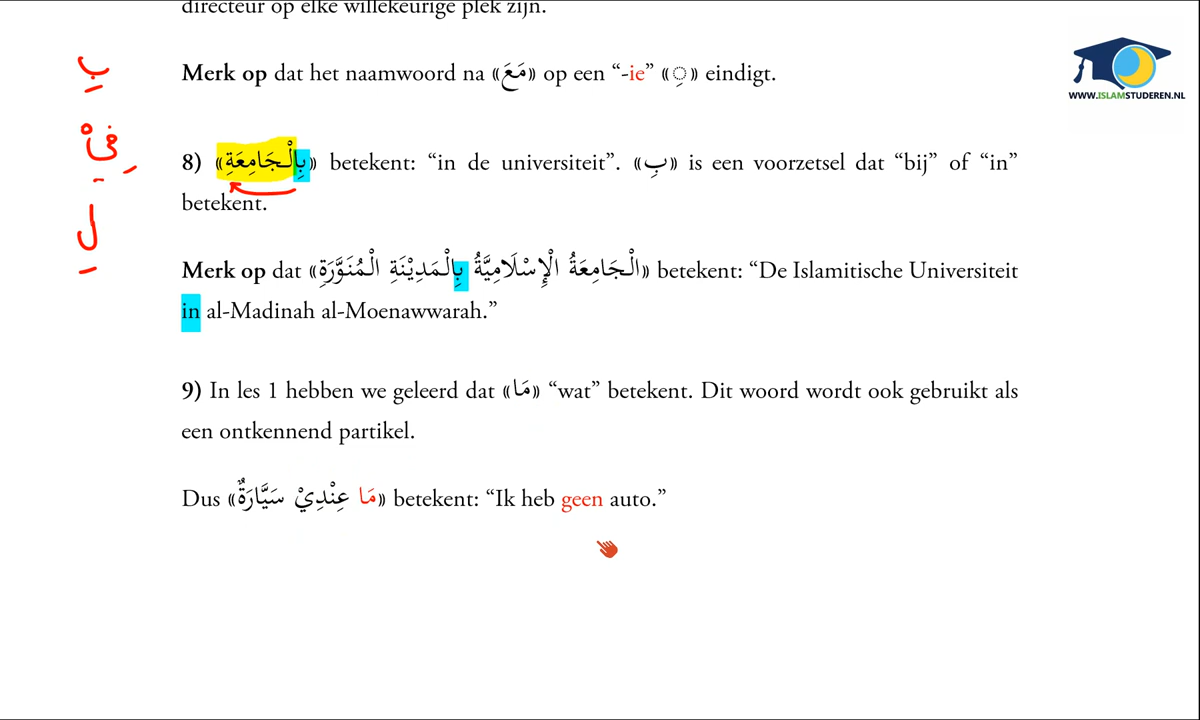 directeur op elke willekeurige plek zijn.
Merk op dat het naamwoord na «مَعَ» op een “-ie” «◌ِ» eindigt.
8) «بِالْجَامِعَةِ» betekent: “in de universiteit”. «بِ» is een voorzetsel dat “bij” of “in”
betekent.
Merk op dat «الْجَامِعَةُ الْإِسْلَامِيَّةُ بِالْمَدِيْنَةِ الْمُنَوَّرَةِ» betekent: “De Islamitische Universiteit
in al-Madinah al-Moenawwarah.”
9) In les 1 hebben we geleerd dat «مَا» “wat” betekent. Dit woord wordt ook gebruikt als
een ontkennend partikel.
Dus «مَا عِنْدِيْ سَيَّارَةٌ» betekent: “Ik heb geen auto.”
بِ
فِيْ
لِ
WWW.ISLAMSTUDEREN.NL